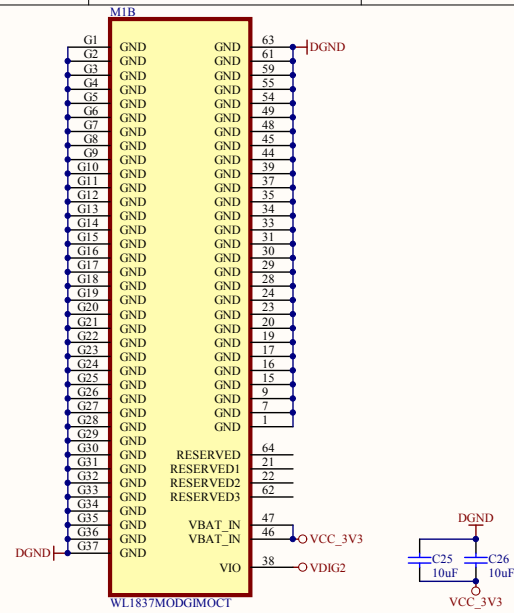 M1B
G1 GND GND 63 DGND
G2 GND GND 61
G3 GND GND 59
G4 GND GND 55
G5 GND GND 54
G6 GND GND 49
G7 GND GND 48
G8 GND GND 45
G9 GND GND 44
G10 GND GND 39
G11 GND GND 37
G12 GND GND 35
G13 GND GND 34
G14 GND GND 33
G15 GND GND 31
G16 GND GND 30
G17 GND GND 29
G18 GND GND 28
G19 GND GND 24
G20 GND GND 23
G21 GND GND 20
G22 GND GND 19
G23 GND GND 17
G24 GND GND 16
G25 GND GND 15
G26 GND GND 9
G27 GND GND 7
G28 GND GND 1
G29 GND
G30 GND RESERVED 64
G31 GND RESERVED1 21
G32 GND RESERVED2 22
G33 GND RESERVED3 62
G34 GND
G35 GND VBAT_IN 47
G36 GND VBAT_IN 46 VCC_3V3
DGND G37 GND
VIO 38 VDIG2
WL1837MODGIMOCT
DGND
C25 C26
10uF 10uF
VCC_3V3